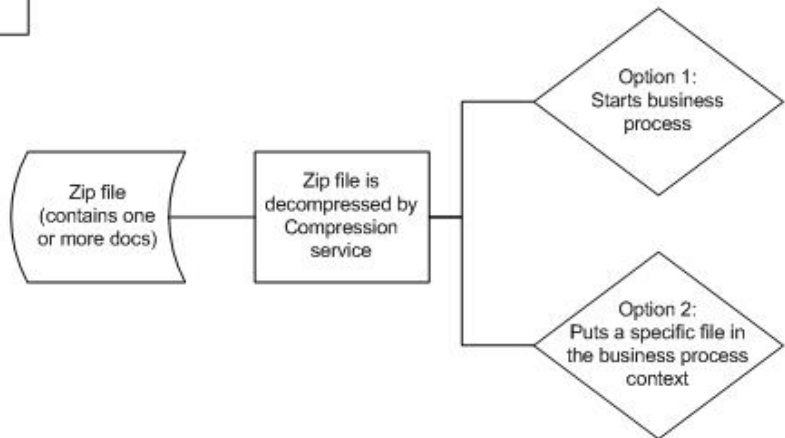 Option 1:
Starts business
process
Zip file
(contains one
or more docs)
Zip file is
decompressed by
Compression
service
Option 2:
Puts a specific file in
the business process
context